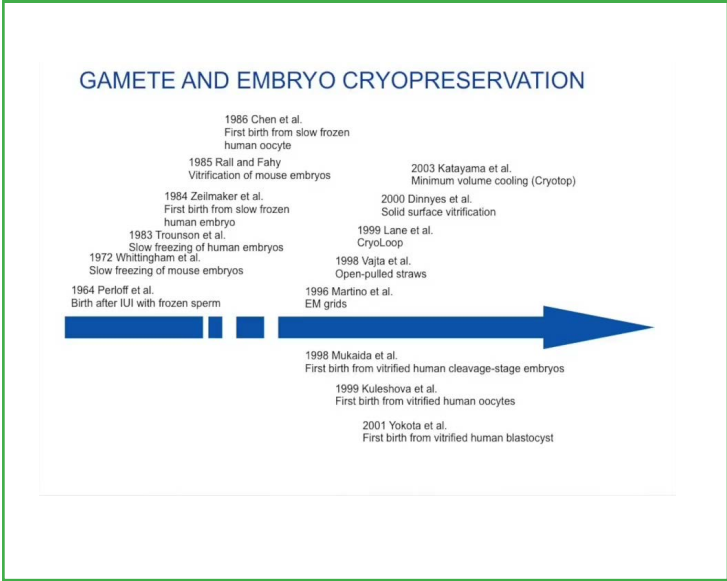 GAMETE AND EMBRYO CRYOPRESERVATION
1986 Chen et al.
First birth from slow frozen
human oocyte
1985 Rall and Fahy
Vitrification of mouse embryos
1984 Zeilmaker et al.
First birth from slow frozen
human embryo
1983 Trounson et al.
Slow freezing of human embryos
1972 Whittingham et al.
Slow freezing of mouse embryos
1964 Perloff et al.
Birth after IUI with frozen sperm
2003 Katayama et al.
Minimum volume cooling (Cryotop)
2000 Dinnyes et al.
Solid surface vitrification
1999 Lane et al.
CryoLoop
1998 Vajta et al.
Open-pulled straws
1996 Martino et al.
EM grids
1998 Mukaida et al.
First birth from vitrified human cleavage-stage embryos
1999 Kuleshova et al.
First birth from vitrified human oocytes
2001 Yokota et al.
First birth from vitrified human blastocyst